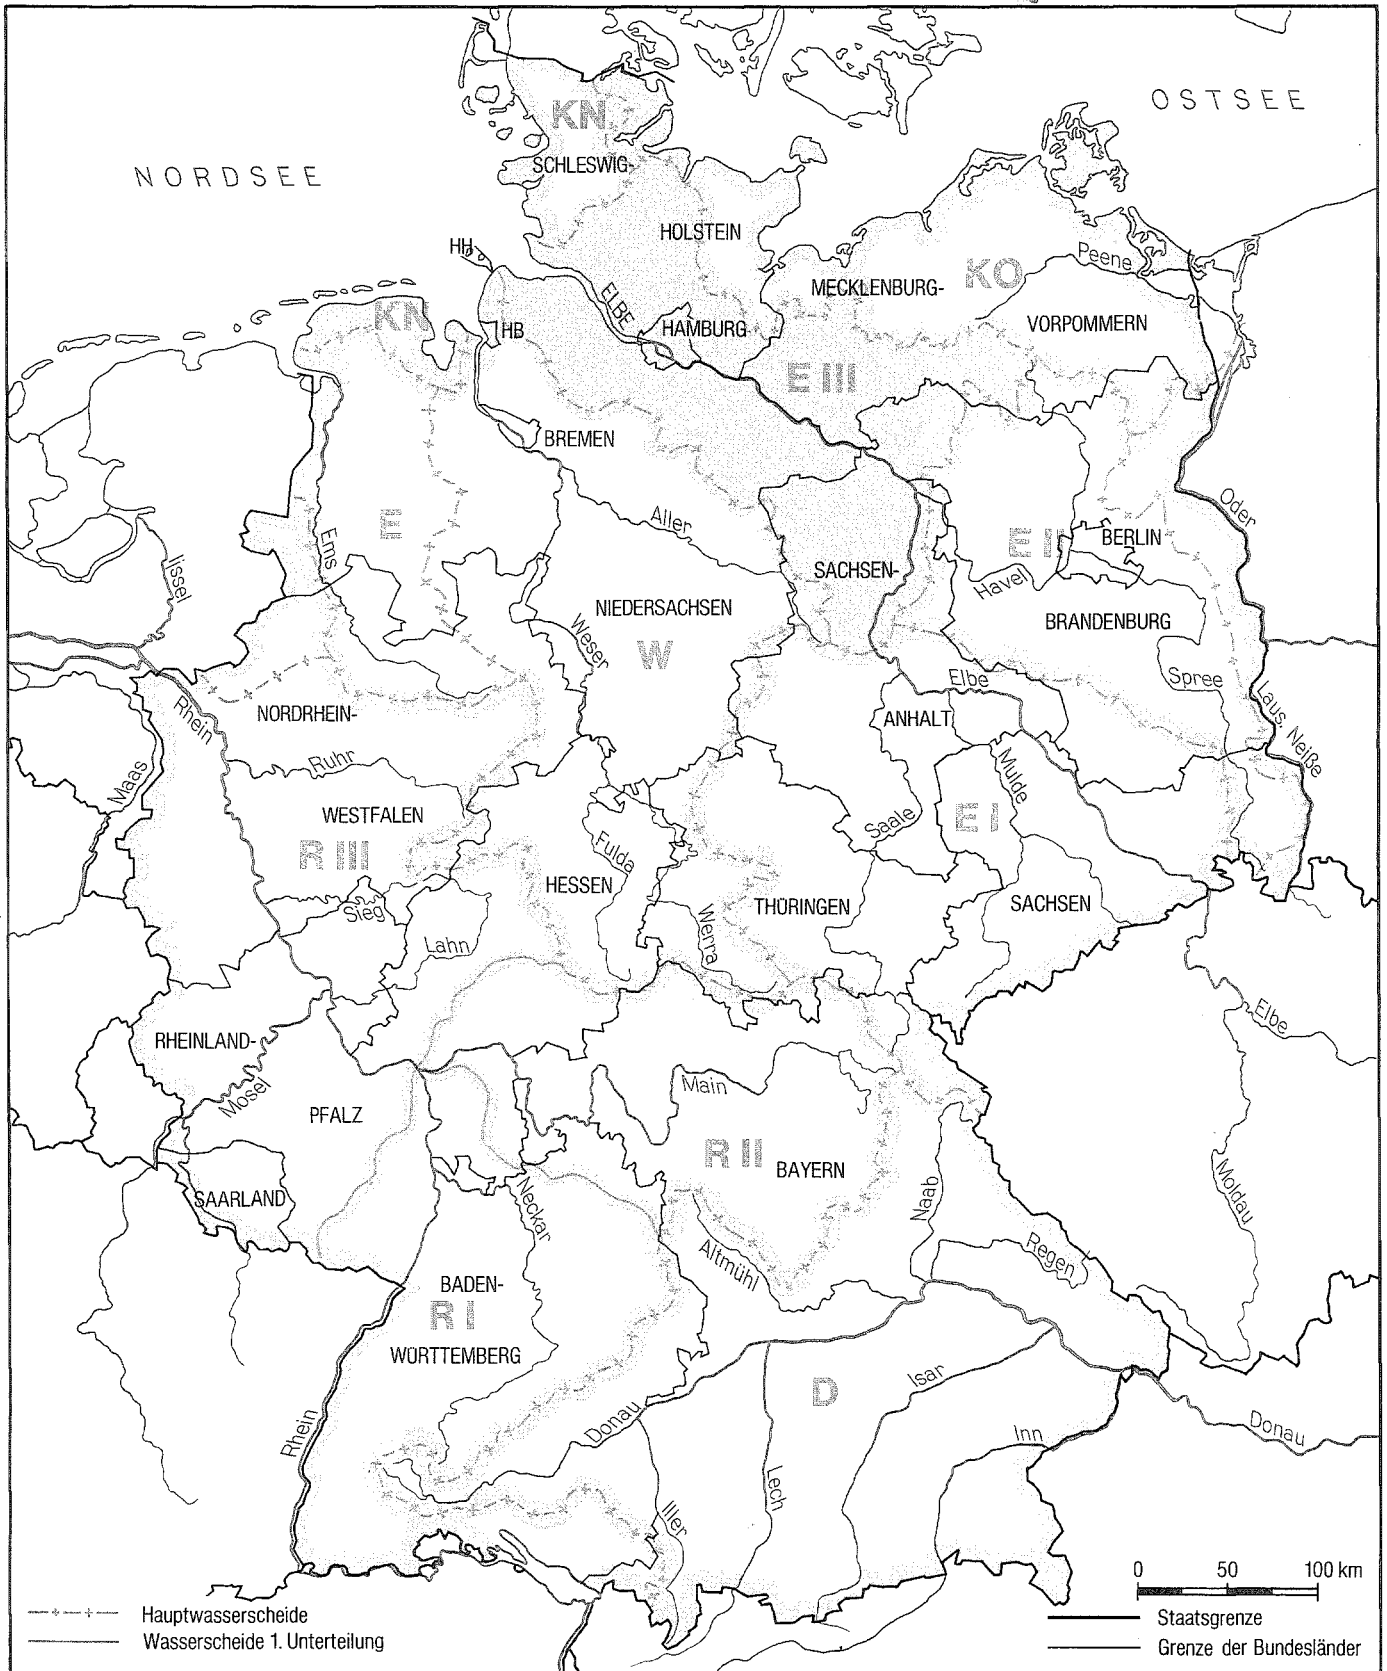 OSTSEE
NORDSEE
KN
SCHLESWIG-
HOLSTEIN
HH
ELBE
HAMBURG
MECKLENBURG-
KO
Peene
VORPOMMERN
KN
HB
E III
BREMEN
Aller
Oder
E
Ems
Ijssel
SACHSEN-
E II
BERLIN
Havel
NIEDERSACHSEN
BRANDENBURG
Weser
W
Elbe
Spree
Rhein
NORDRHEIN-
ANHALT
Laus. Neiße
Ruhr
Maas
Mulde
WESTFALEN
E I
Saale
R III
Fulda
HESSEN
THÜRINGEN
SACHSEN
Sieg
Werra
Lahn
Elbe
RHEINLAND-
Mosel
PFALZ
Main
R II
BAYERN
Moldau
SAARLAND
Neckar
Naab
Altmühl
Regen
BADEN-
R I
WÜRTTEMBERG
D
Isar
Donau
Rhein
Inn
Donau
Lech
Iller
0 50 100 km
Hauptwasserscheide
Wasserscheide 1. Unterteilung
Staatsgrenze
Grenze der Bundesländer